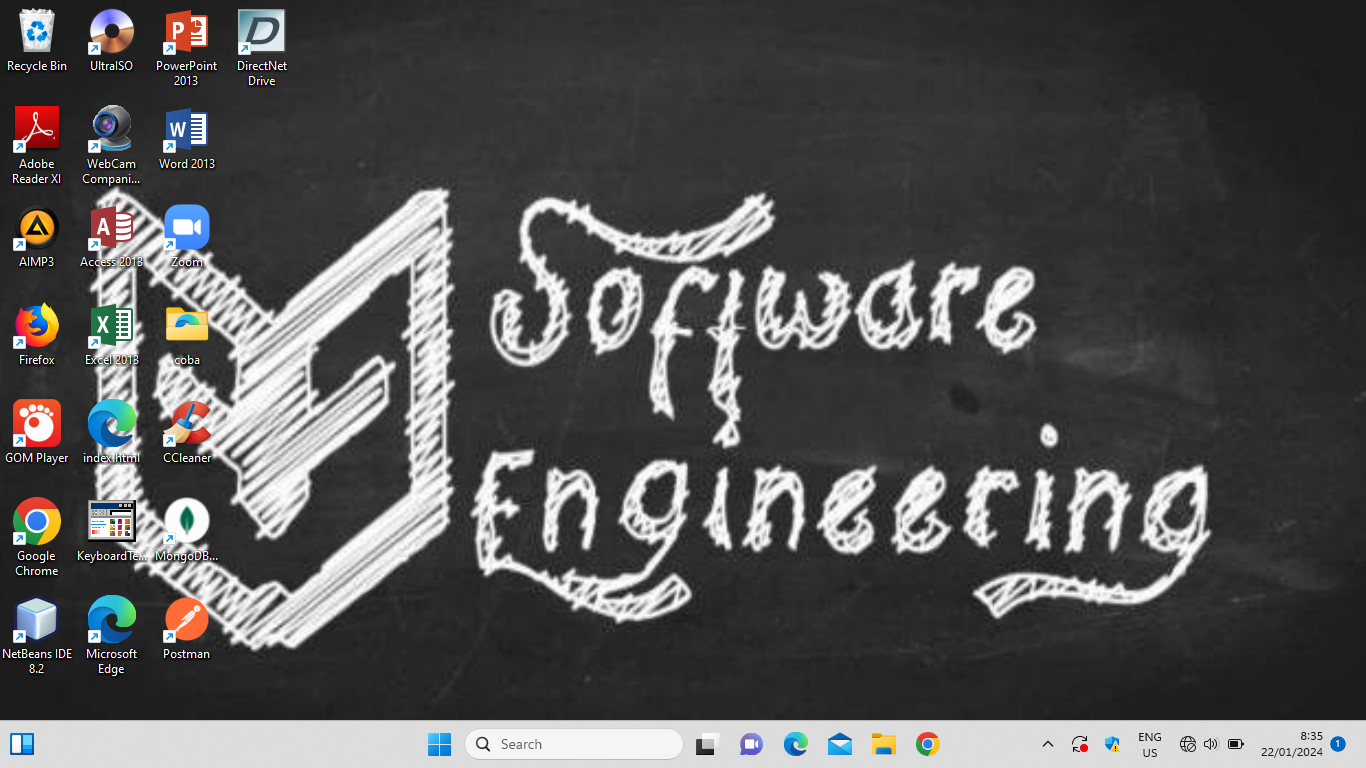 Recycle Bin
UltraISO
PowerPoint
2013
DirectNet
Drive
Adobe
Reader XI
WebCam
Compani...
Word 2013
AIMP3
Access 2013
Zoom
Firefox
Excel 2013
coba
GOM Player
index.html
CCleaner
Google
Chrome
KeyboardTe...
MongoDB...
NetBeans IDE
8.2
Microsoft
Edge
Postman
Software
Engineering
Search
ENG
US
8:35
22/01/2024
1